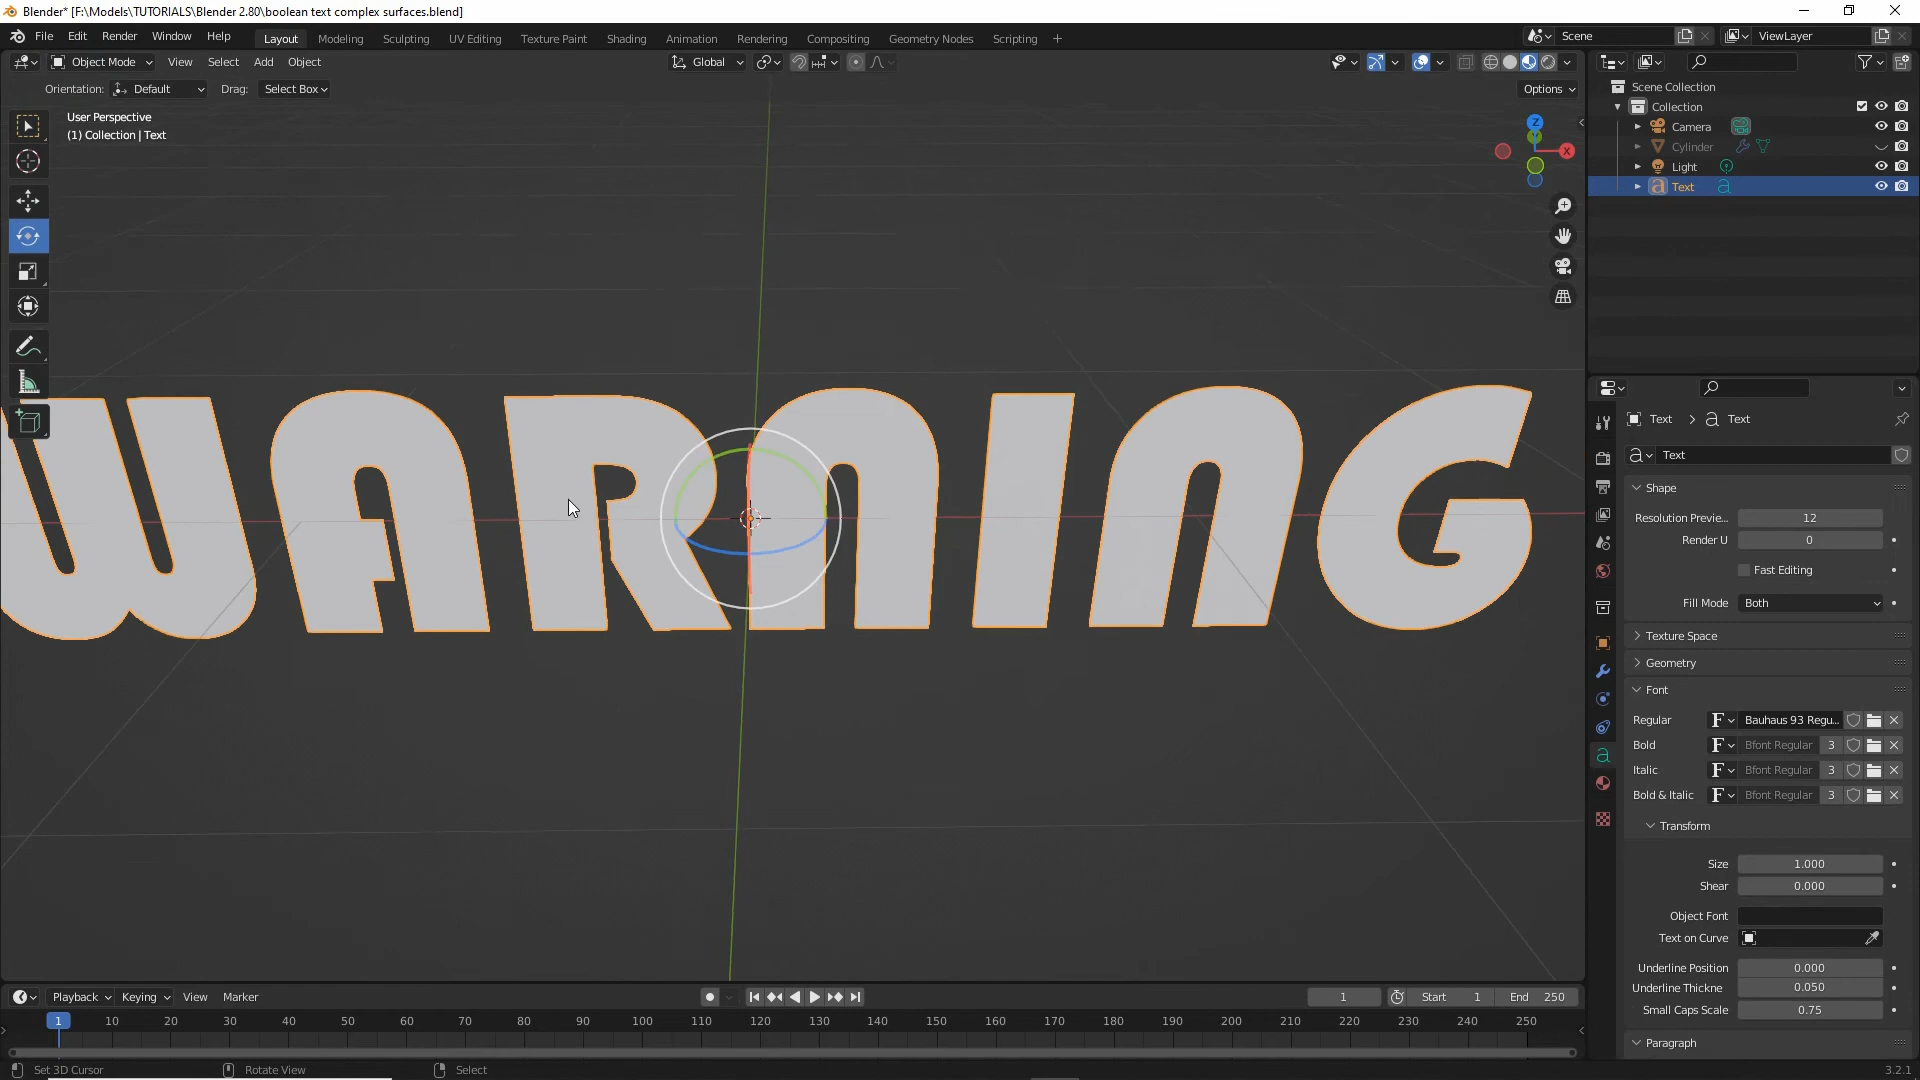 Blender* [F:\Models\TUTORIALS\Blender 2.80\boolean text complex surfaces.blend]
File Edit Render Window Help Layout Modeling Sculpting UV Editing Texture Paint Shading Animation Rendering Compositing Geometry Nodes Scripting + Scene ViewLayer
Object Mode View Select Add Object Global
Orientation: Default Drag: Select Box Options
User Perspective
(1) Collection | Text
Z
X
WARNING
Scene Collection
Collection
Camera
Cylinder
Light
Text
Text > Text
Text
Shape
Resolution Previe... 12
Render U 0
Fast Editing
Fill Mode Both
Texture Space
Geometry
Font
Regular F Bauhaus 93 Regu...
Bold F Bfont Regular 3
Italic F Bfont Regular 3
Bold & Italic F Bfont Regular 3
Transform
Size 1.000
Shear 0.000
Object Font
Text on Curve
Underline Position 0.000
Underline Thickne 0.050
Small Caps Scale 0.75
Paragraph
Playback Keying View Marker 1 Start 1 End 250
1 10 20 30 40 50 60 70 80 90 100 110 120 130 140 150 160 170 180 190 200 210 220 230 240 250
Set 3D Cursor Rotate View Select 3.2.1